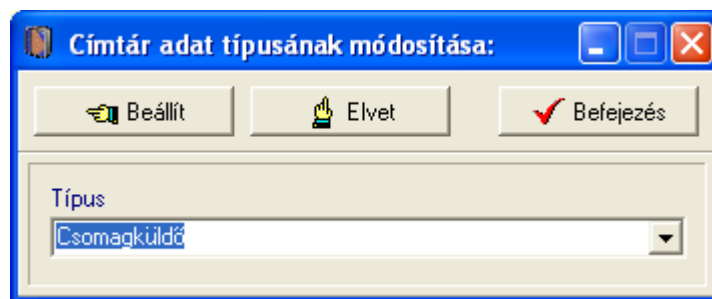 Címtár adat típusának módosítása:
Beállít Elvet Befejezés
Típus
Csomagküldő